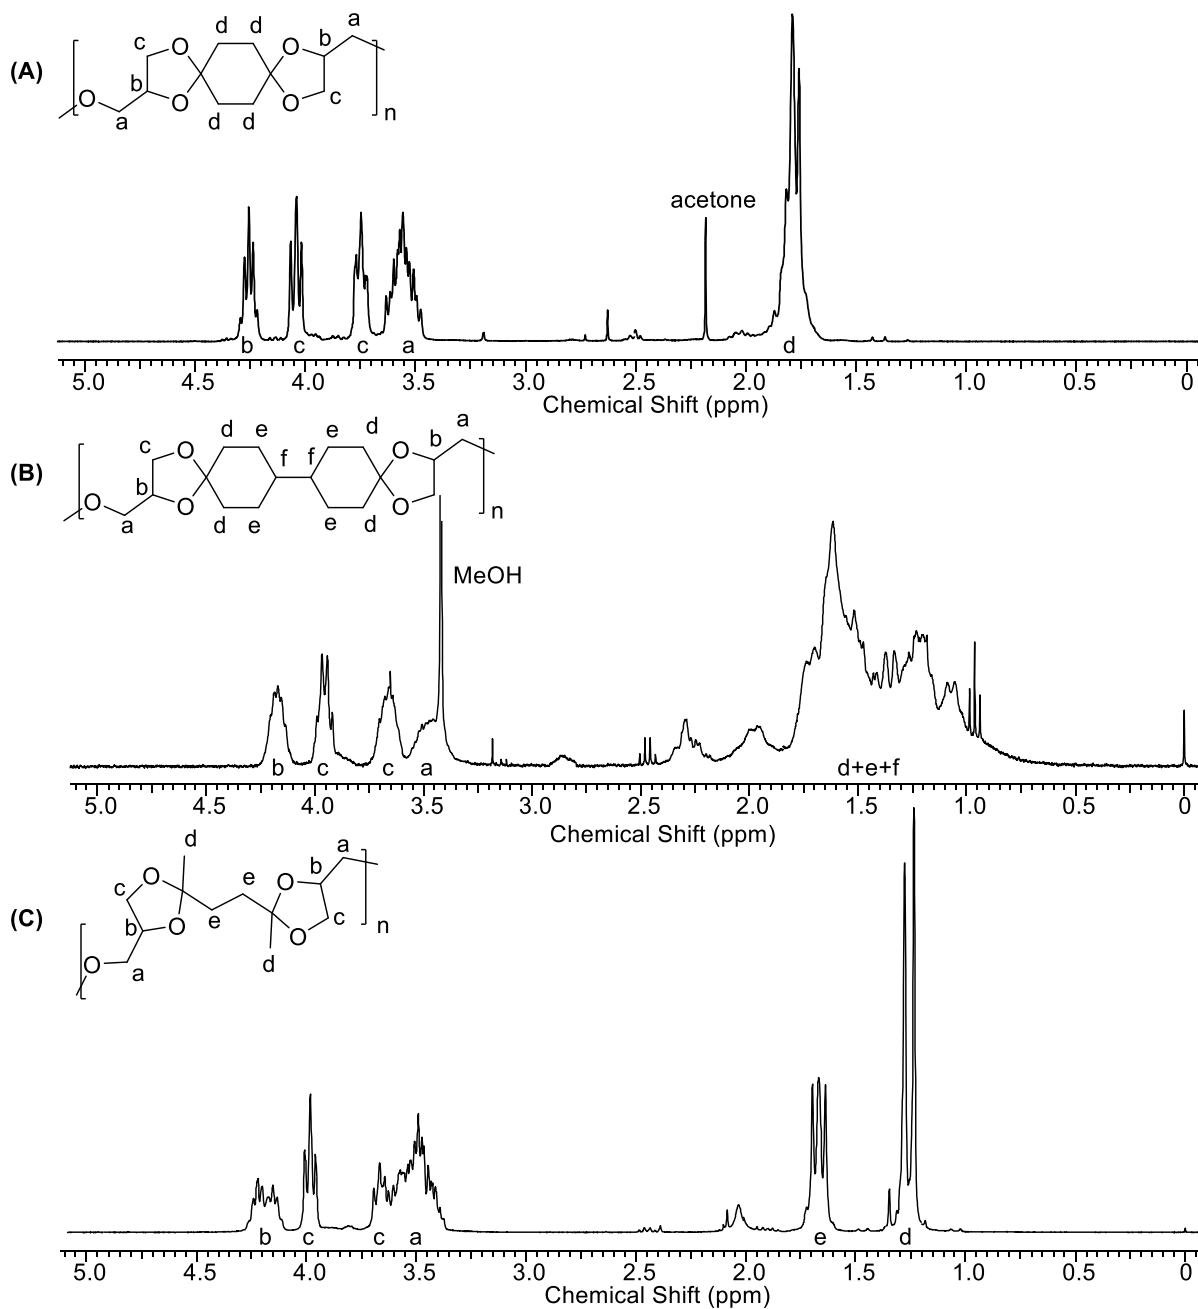 (A)
d d a
c O O b
b c
O O O
a d d n
acetone
b c c a d
5.0 4.5 4.0 3.5 3.0 2.5 2.0 1.5 1.0 0.5 0
Chemical Shift (ppm)
(B)
d e e d a
c O f f O b
b
O O O
a d e e d n
MeOH
b c c a d+e+f
5.0 4.5 4.0 3.5 3.0 2.5 2.0 1.5 1.0 0.5 0
Chemical Shift (ppm)
(C)
d a
c O e O b
b O e O c n
O a d
b c c a e d
5.0 4.5 4.0 3.5 3.0 2.5 2.0 1.5 1.0 0.5 0
Chemical Shift (ppm)